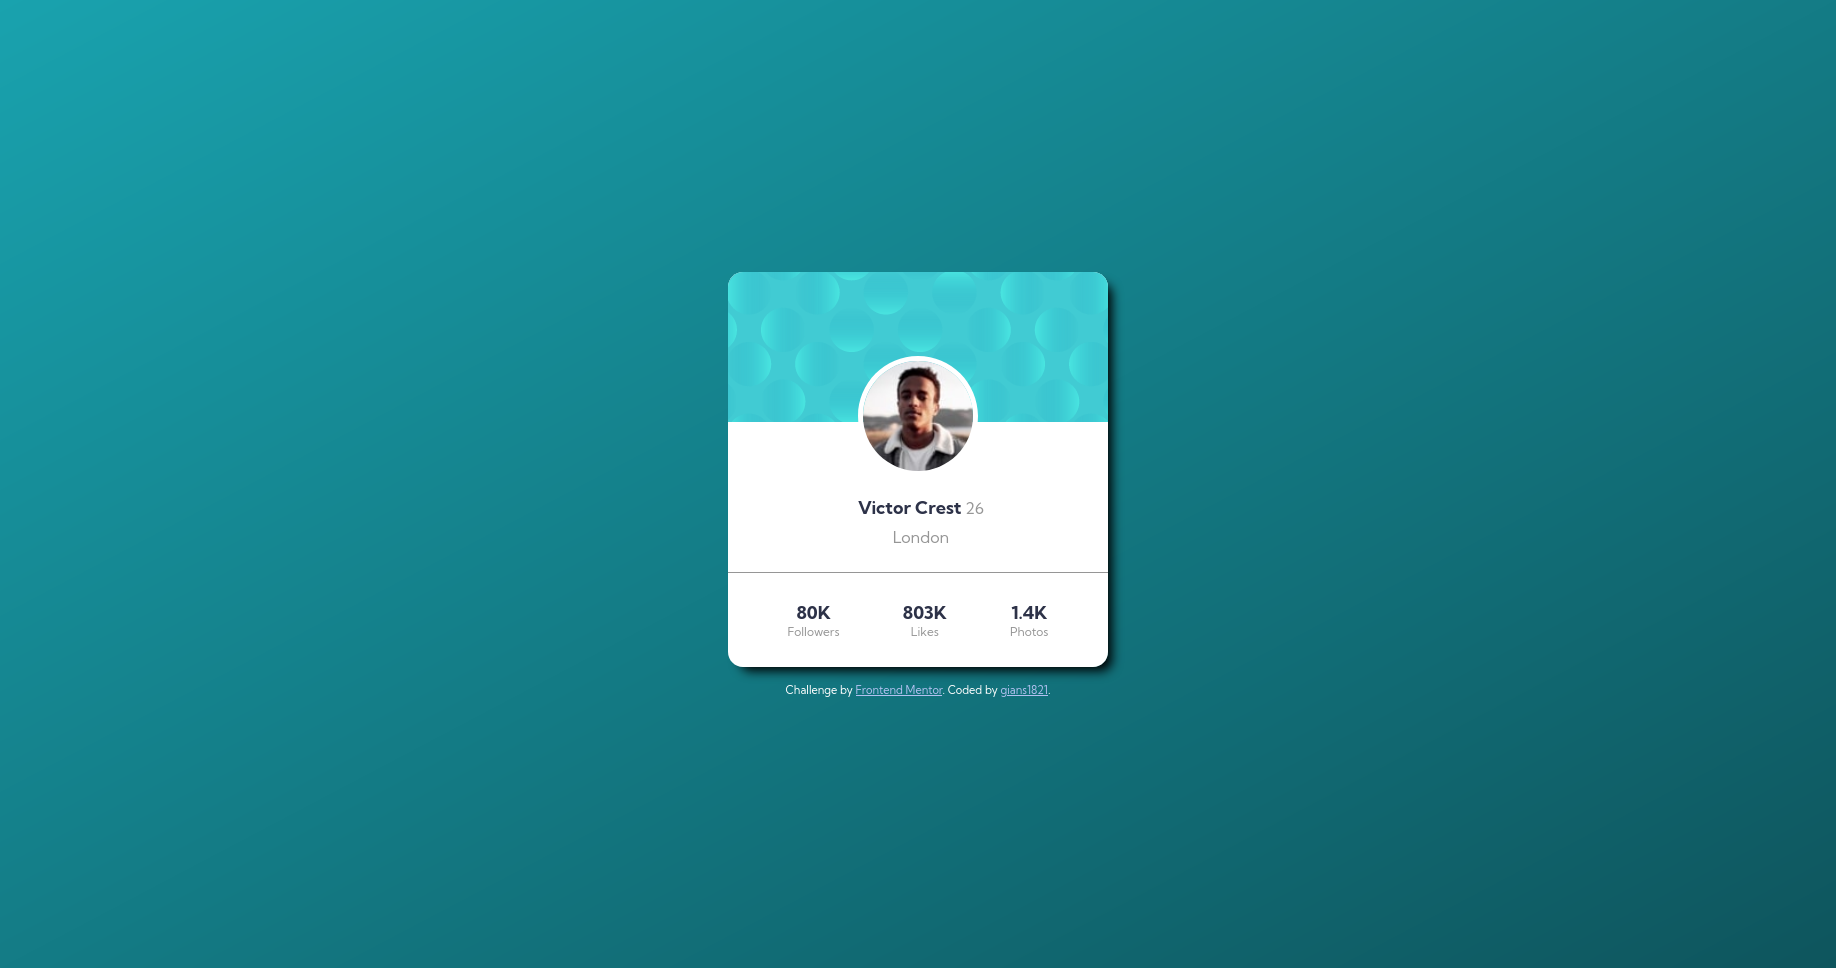 Victor Crest 26
London
80K 803K 1.4K
Followers Likes Photos
Challenge by Frontend Mentor. Coded by gians1821.